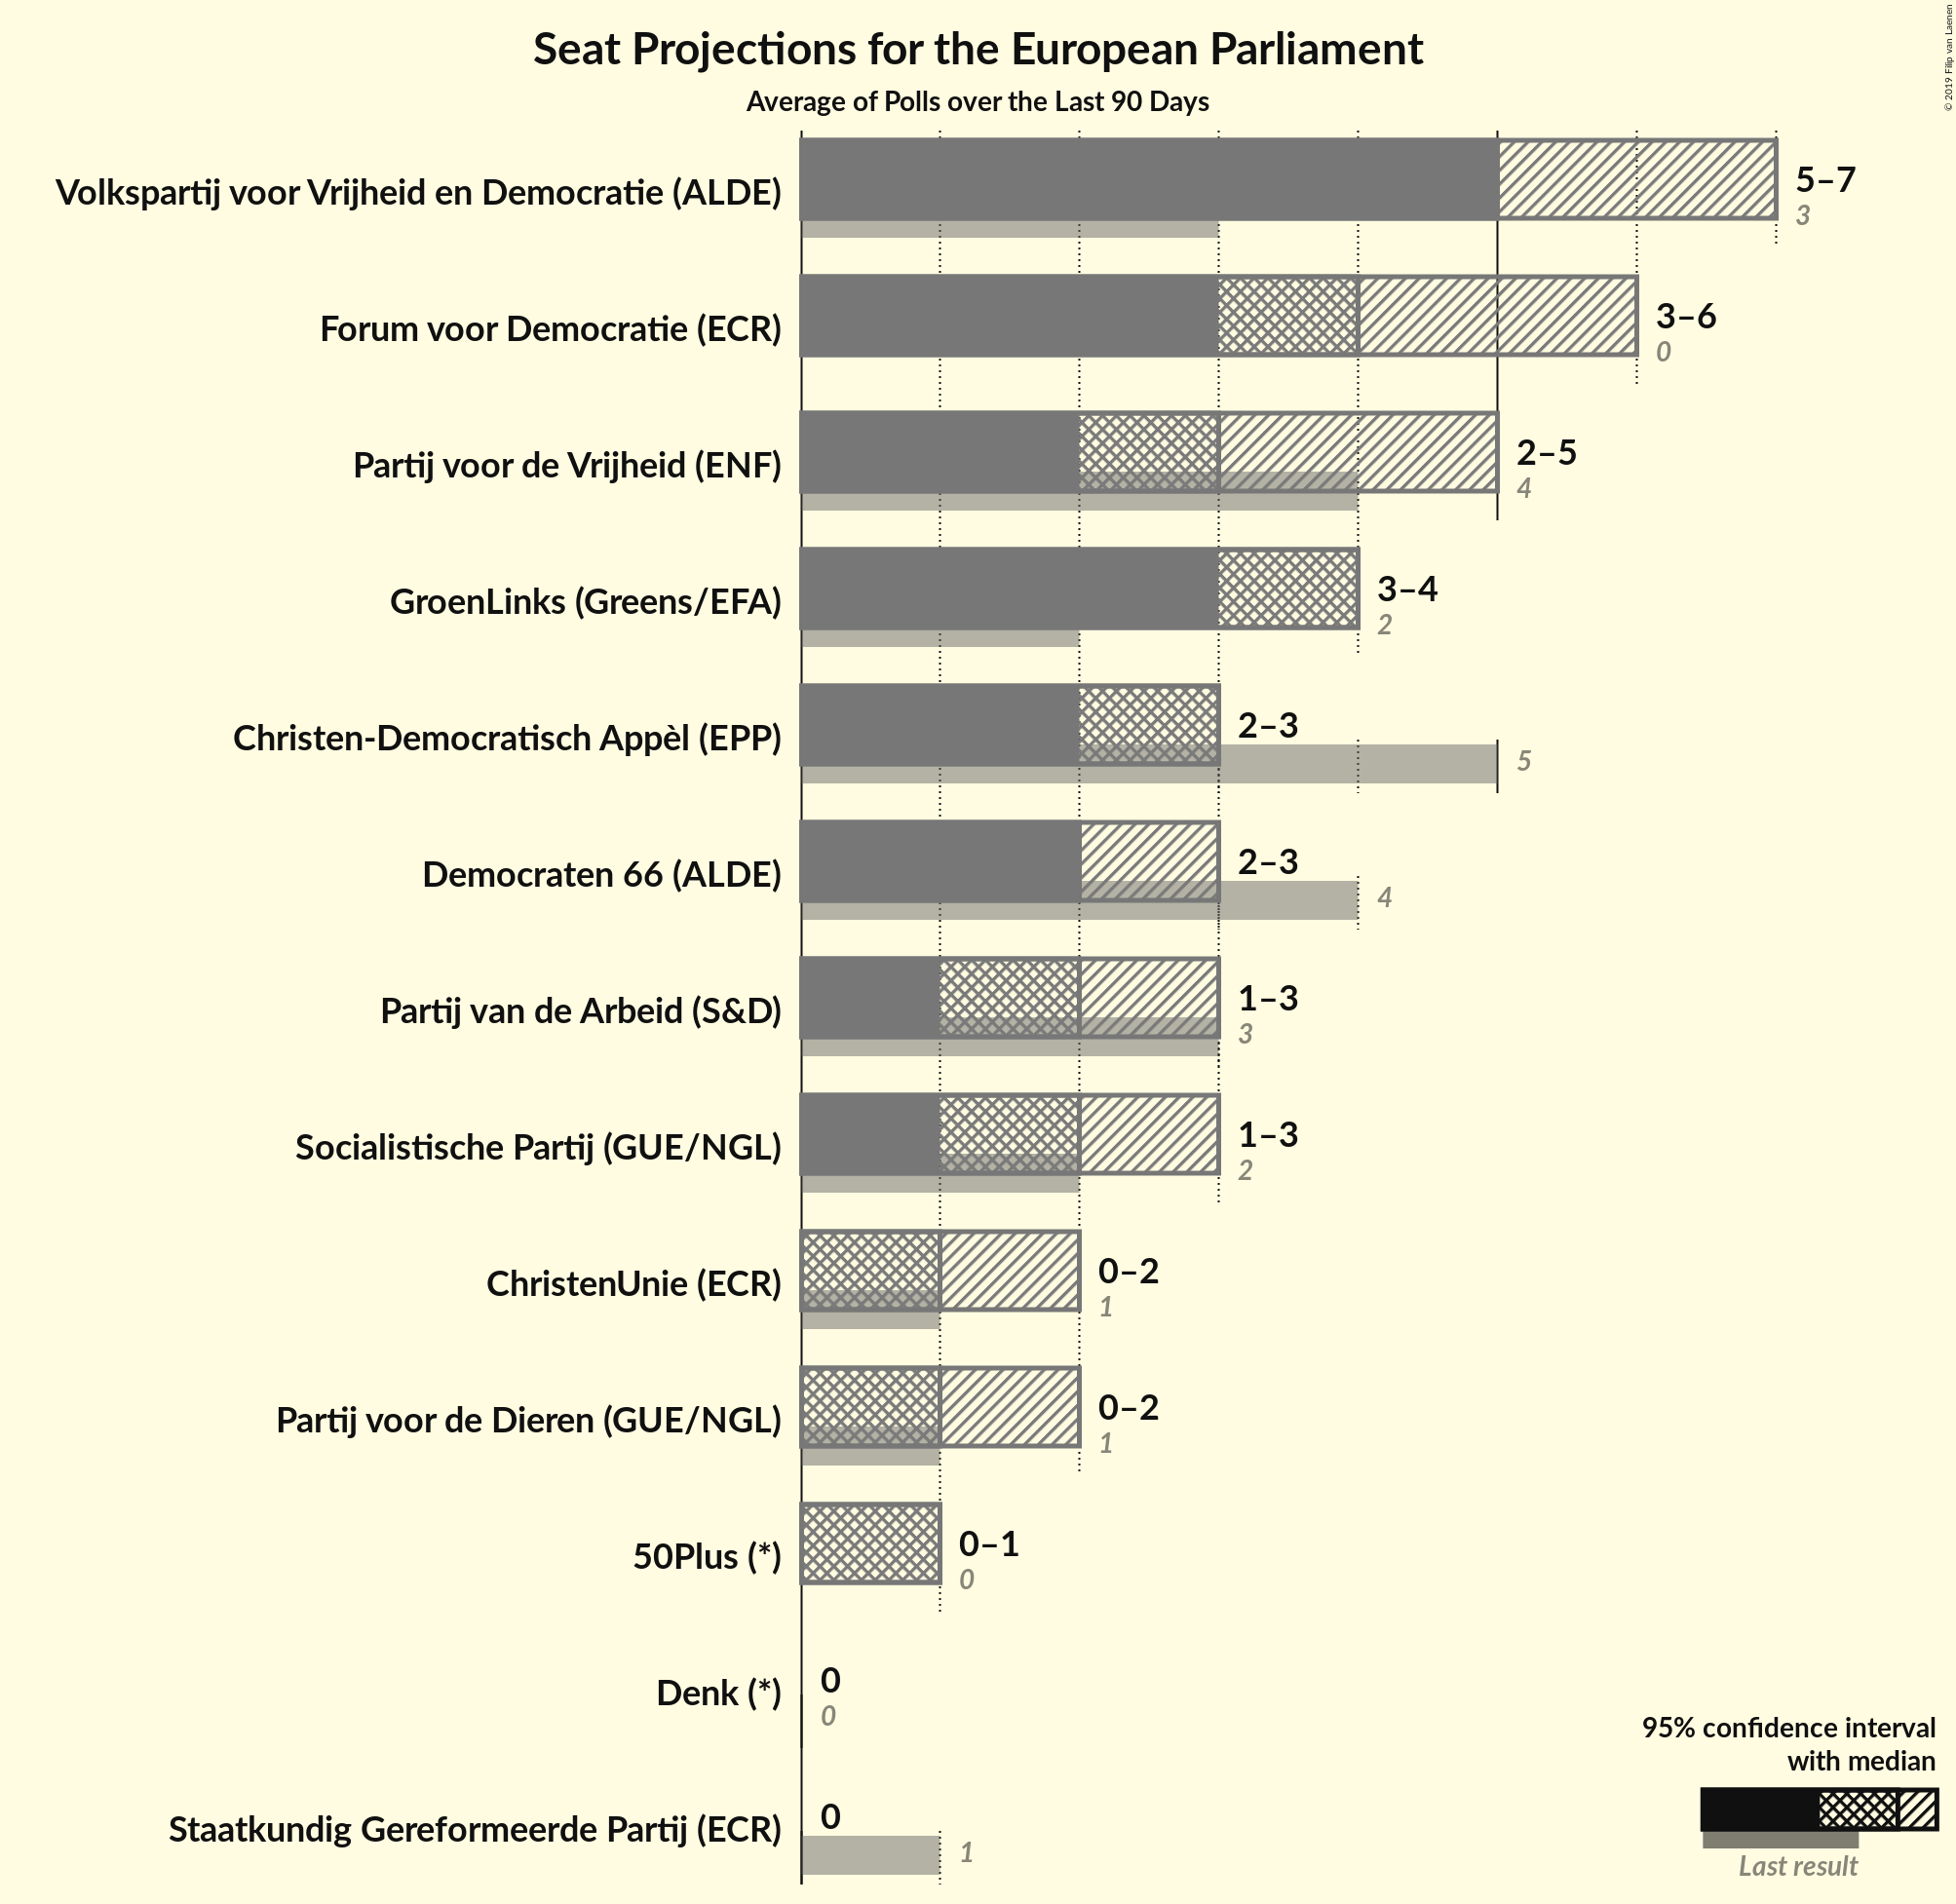 Seat Projections for the European Parliament
Average of Polls over the Last 90 Days
© 2019 Filip van Laenen
Volkspartij voor Vrijheid en Democratie (ALDE)
5–7
3
Forum voor Democratie (ECR)
3–6
0
Partij voor de Vrijheid (ENF)
2–5
4
GroenLinks (Greens/EFA)
3–4
2
Christen-Democratisch Appèl (EPP)
2–3
5
Democraten 66 (ALDE)
2–3
4
Partij van de Arbeid (S&D)
1–3
3
Socialistische Partij (GUE/NGL)
1–3
2
ChristenUnie (ECR)
0–2
1
Partij voor de Dieren (GUE/NGL)
0–2
1
50Plus (*)
0–1
0
Denk (*)
0
0
Staatkundig Gereformeerde Partij (ECR)
0
1
95% confidence interval
with median
Last result